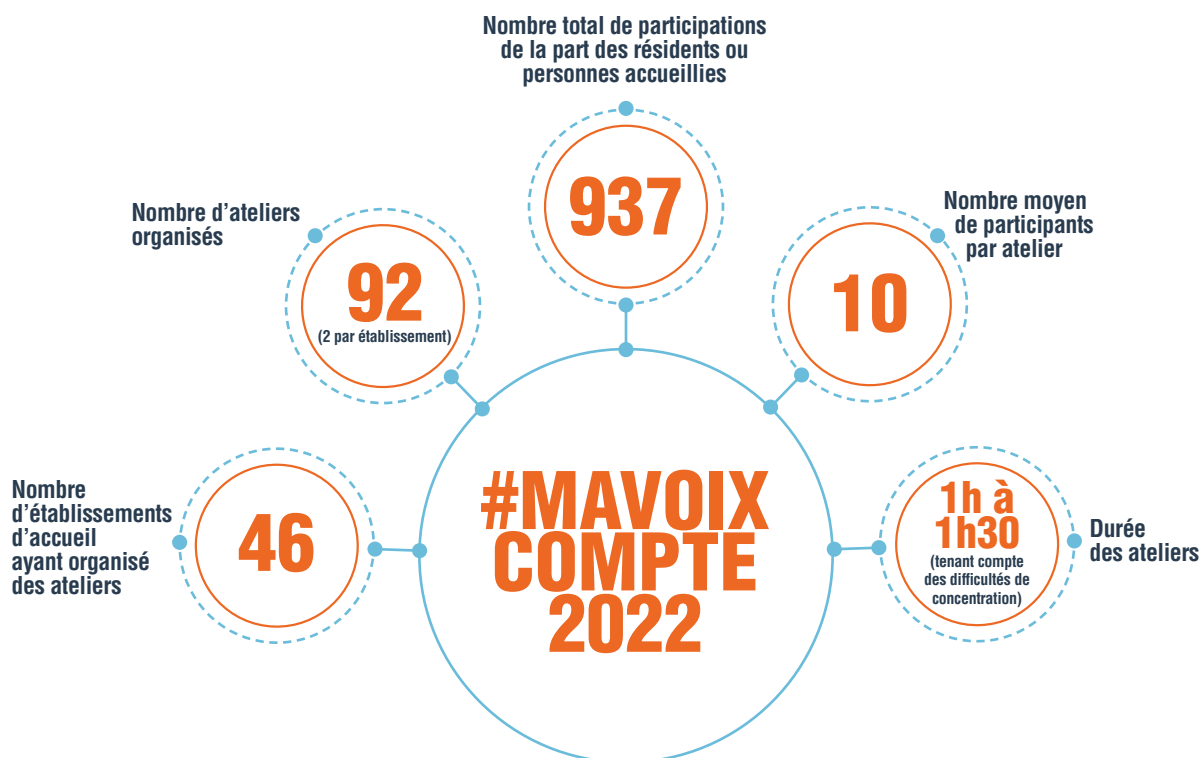 Nombre total de participations
de la part des résidents ou
personnes accueillies
937
Nombre d’ateliers
organisés
92
(2 par établissement)
Nombre moyen
de participants
par atelier
10
Nombre
d’établissements
d’accueil
ayant organisé
des ateliers
46
#MAVOIX
COMPTE
2022
1h à
1h30
(tenant compte
des difficultés de
concentration)
Durée
des ateliers